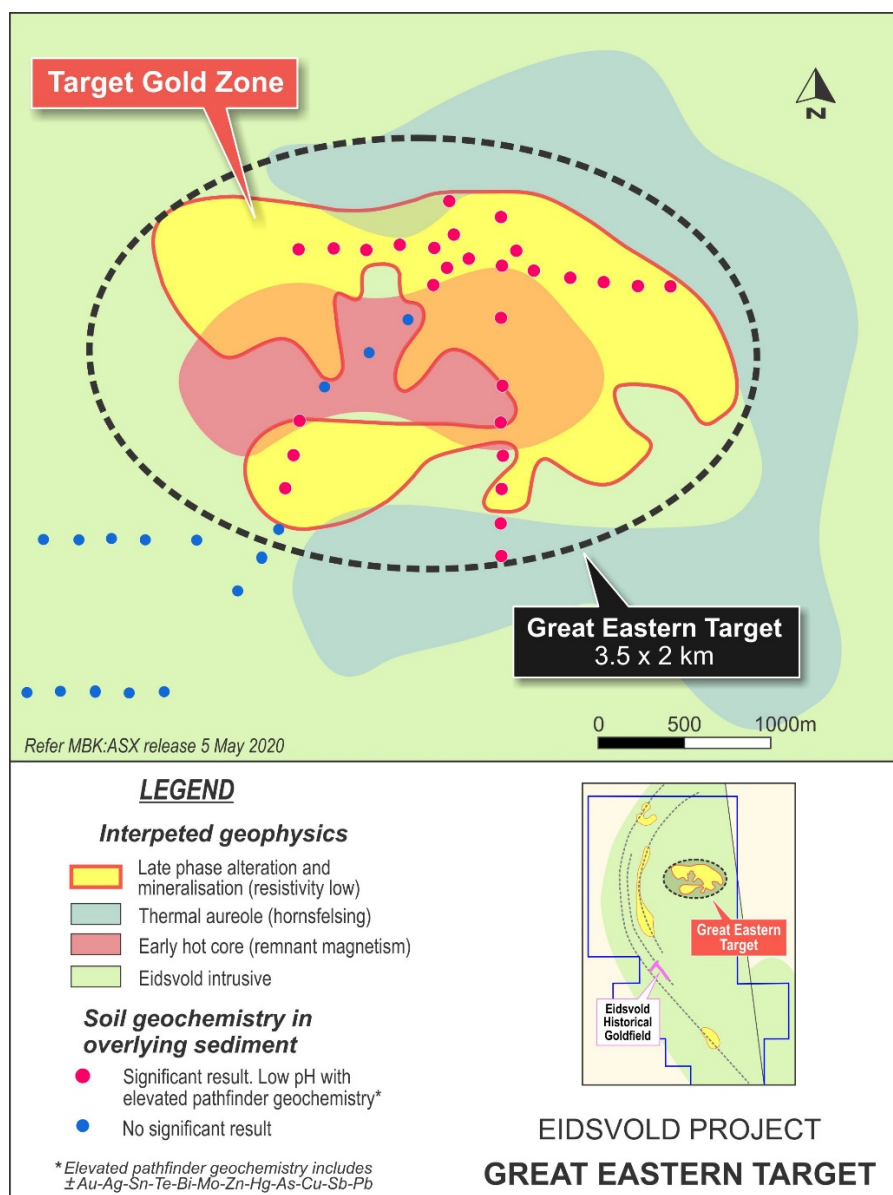 Target Gold Zone
N
Great Eastern Target
3.5 x 2 km
0 500 1000m
Refer MBK:ASX release 5 May 2020
LEGEND
Interpeted geophysics
Late phase alteration and
mineralisation (resistivity low)
Thermal aureole (hornsfelsing)
Early hot core (remnant magnetism)
Eidsvold intrusive
Soil geochemistry in
overlying sediment
Significant result. Low pH with
elevated pathfinder geochemistry*
No significant result
* Elevated pathfinder geochemistry includes
± Au-Ag-Sn-Te-Bi-Mo-Zn-Hg-As-Cu-Sb-Pb
Great Eastern
Target
Eidsvold
Historical
Goldfield
EIDSVOLD PROJECT
GREAT EASTERN TARGET